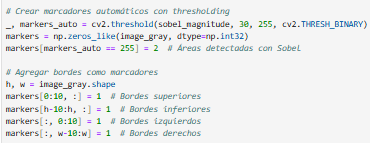 # Crear marcadores automáticos con thresholding
_, markers_auto = cv2.threshold(sobel_magnitude, 30, 255, cv2.THRESH_BINARY)
markers = np.zeros_like(image_gray, dtype=np.int32)
markers[markers_auto == 255] = 2  # Áreas detectadas con Sobel

# Agregar bordes como marcadores
h, w = image_gray.shape
markers[0:10, :] = 1  # Bordes superiores
markers[h-10:h, :] = 1  # Bordes inferiores
markers[:, 0:10] = 1  # Bordes izquierdos
markers[:, w-10:w] = 1  # Bordes derechos